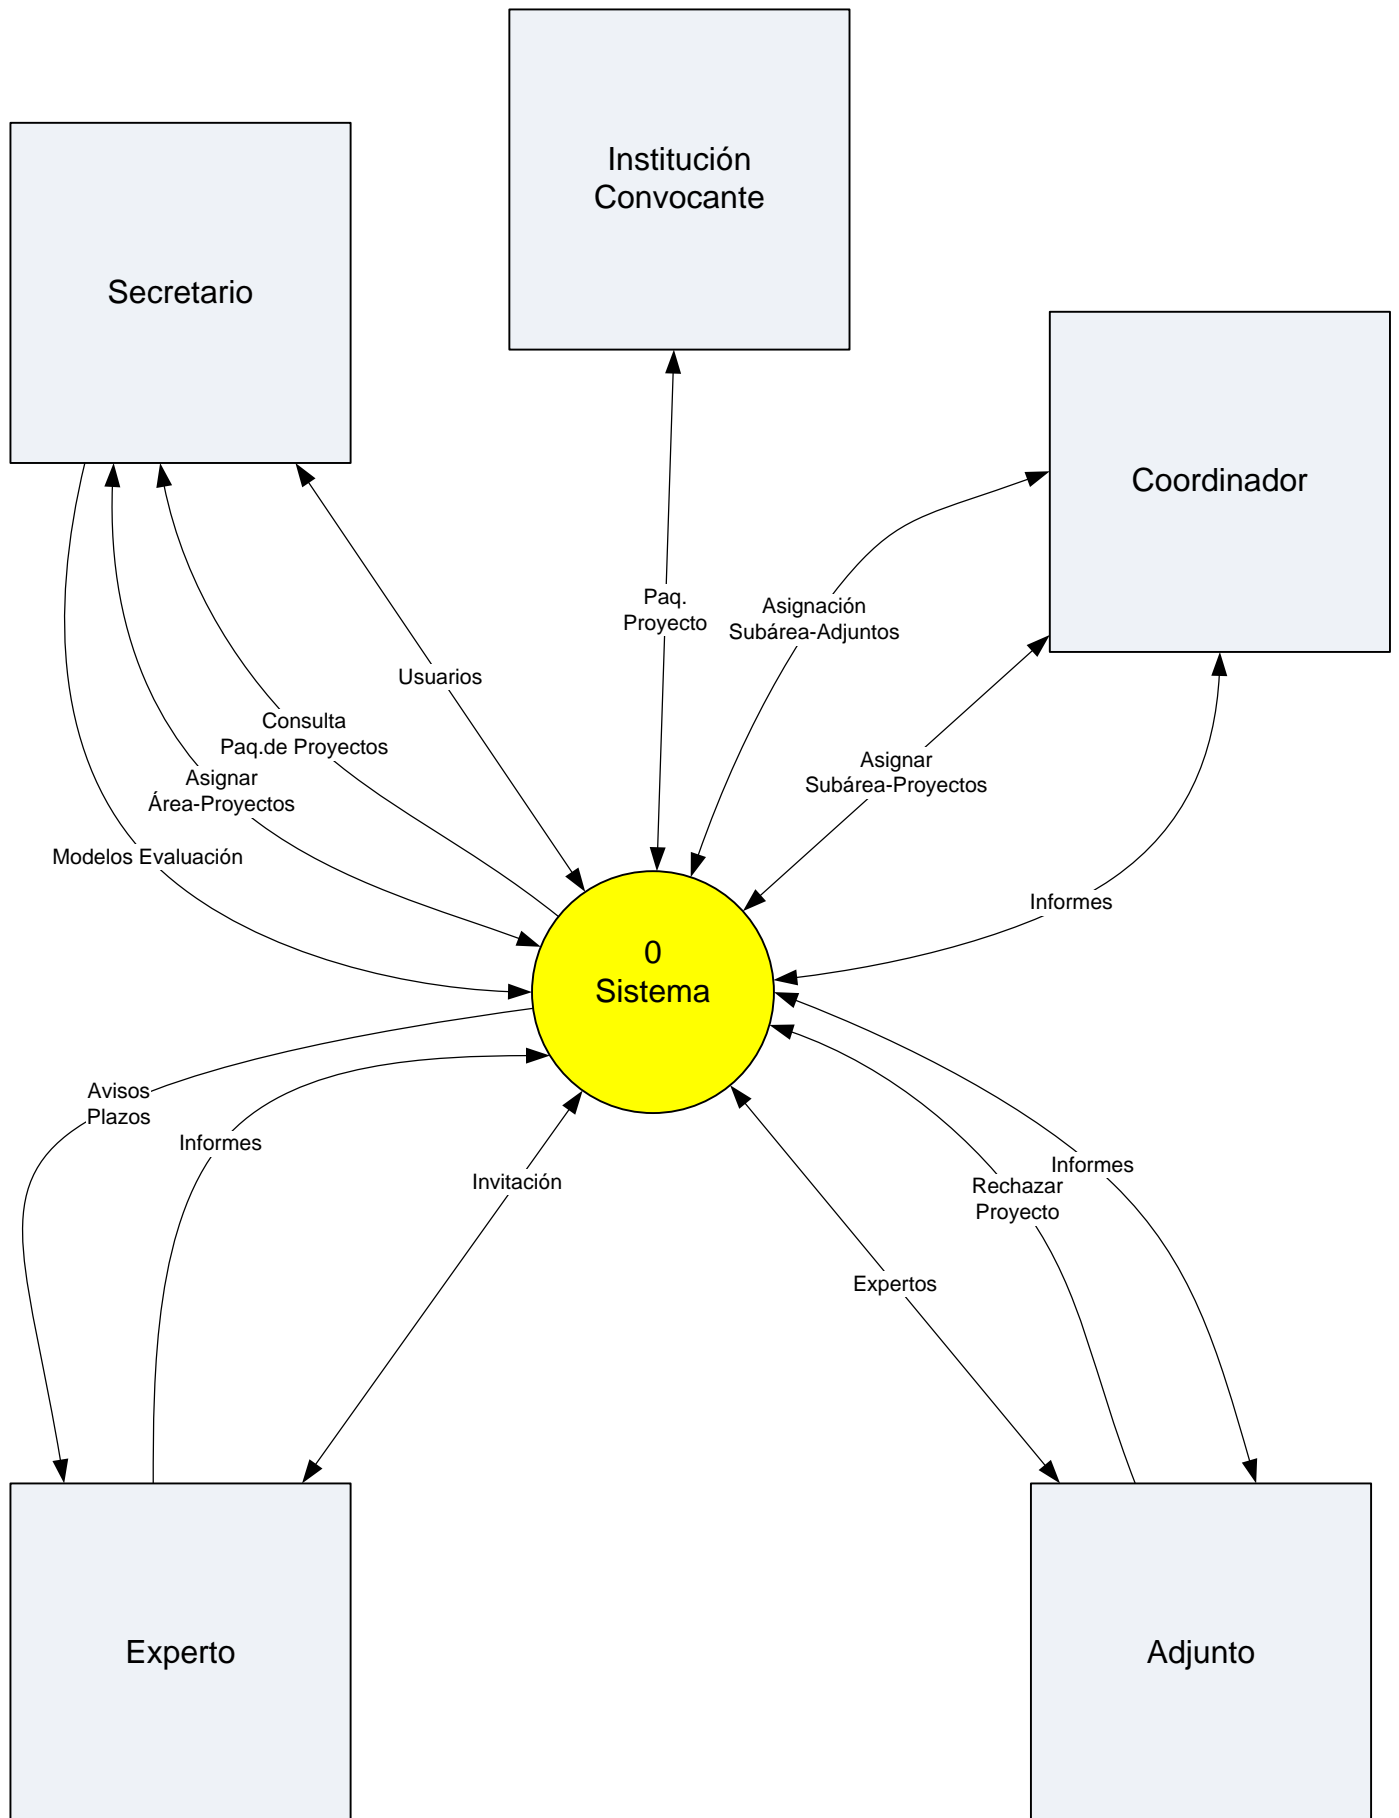 Institución
Convocante
Secretario
Coordinador
Paq.
Proyecto
Asignación
Subárea-Adjuntos
Usuarios
Consulta
Paq.de Proyectos
Asignar
Subárea-Proyectos
Asignar
Área-Proyectos
Modelos Evaluación
Informes
0
Sistema
Avisos
Plazos
Informes
Invitación
Informes
Rechazar
Proyecto
Expertos
Experto
Adjunto